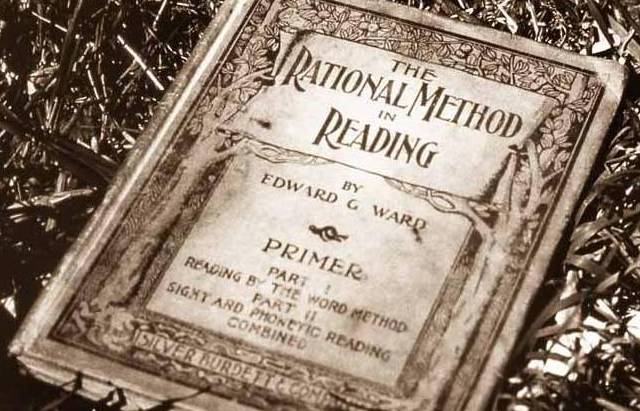 THE
RATIONAL METHOD
IN
READING
BY
EDWARD G WARD
PRIMER
PART I
READING BY THE WORD METHOD
PART II
SIGHT AND PHONETIC READING
COMBINED
SILVER BURDETT & COMPANY